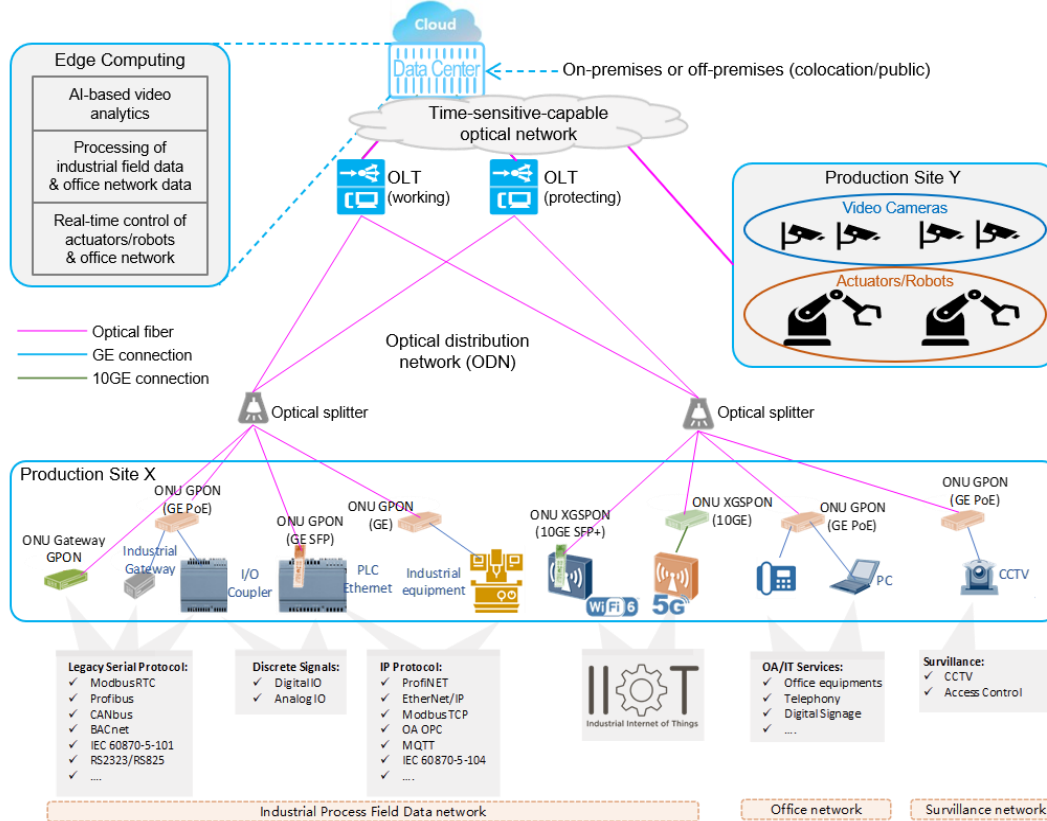 Cloud
Data Center
On-premises or off-premises (colocation/public)
Edge Computing
AI-based video
analytics
Processing of
industrial field data
& office network data
Real-time control of
actuators/robots
& office network
Time-sensitive-capable
optical network
OLT
(working)
OLT
(protecting)
Production Site Y
Video Cameras
Actuators/Robots
Optical fiber
GE connection
10GE connection
Optical distribution
network (ODN)
Optical splitter
Optical splitter
Production Site X
ONU Gateway
GPON
ONU GPON
(GE PoE)
Industrial
Gateway
I/O
Coupler
ONU GPON
(GE SFP)
PLC
Ethernet
ONU GPON
(GE)
Industrial
equipment
ONU XGSPON
(10GE SFP+)
WiFi 6
ONU XGSPON
(10GE)
5G
ONU GPON
(GE PoE)
PC
ONU GPON
(GE PoE)
CCTV
Legacy Serial Protocol:
✓ ModbusRTC
✓ Profibus
✓ CANbus
✓ BACnet
✓ IEC 60870-5-101
✓ RS2323/RS825
✓ ....
Discrete Signals:
✓ Digital IO
✓ Analog IO
IP Protocol:
✓ ProfiNET
✓ EtherNet/IP
✓ ModbusTCP
✓ OA OPC
✓ MQTT
✓ IEC 60870-5-104
✓ ....
IIOT
Industrial Internet of Things
OA/IT Services:
✓ Office equipments
✓ Telephony
✓ Digital Signage
✓ ....
Survillance:
✓ CCTV
✓ Access Control
Industrial Process Field Data network
Office network
Survillance network